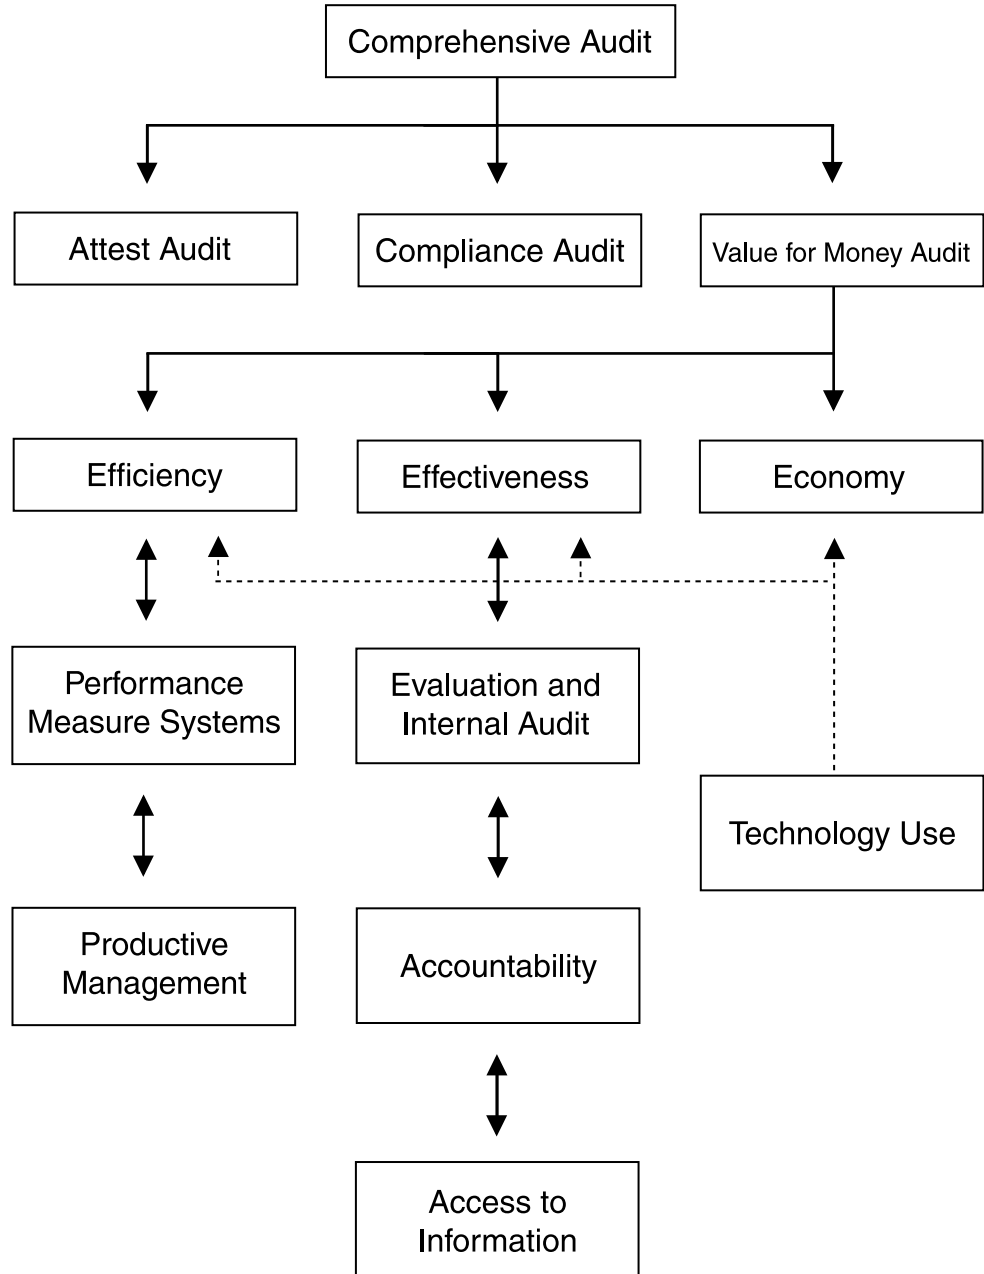 Comprehensive Audit
Attest Audit
Compliance Audit
Value for Money Audit
Efficiency
Effectiveness
Economy
Performance
Measure Systems
Evaluation and
Internal Audit
Technology Use
Productive
Management
Accountability
Access to
Information